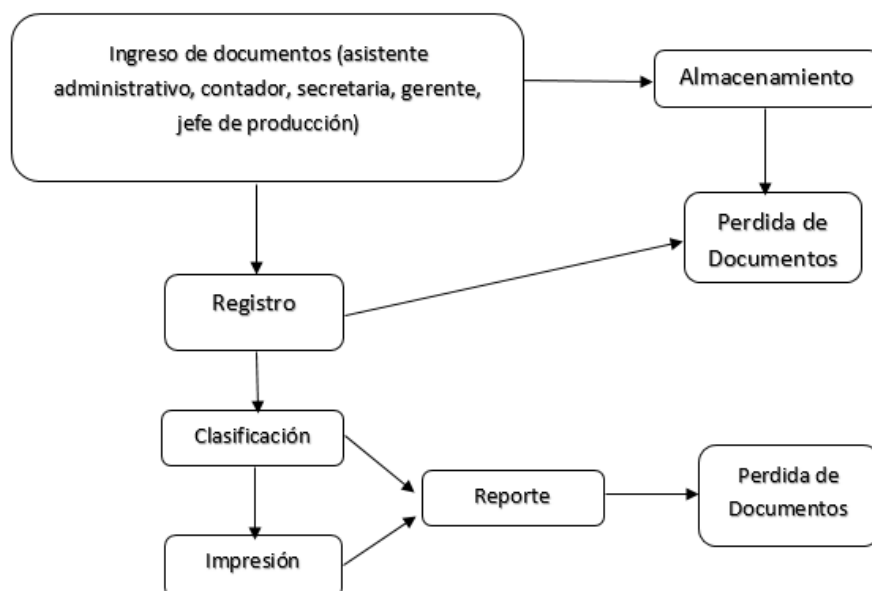 Ingreso de documentos (asistente
administrativo, contador, secretaria, gerente,
jefe de producción)
Almacenamiento
Perdida de
Documentos
Registro
Clasificación
Reporte
Perdida de
Documentos
Impresión